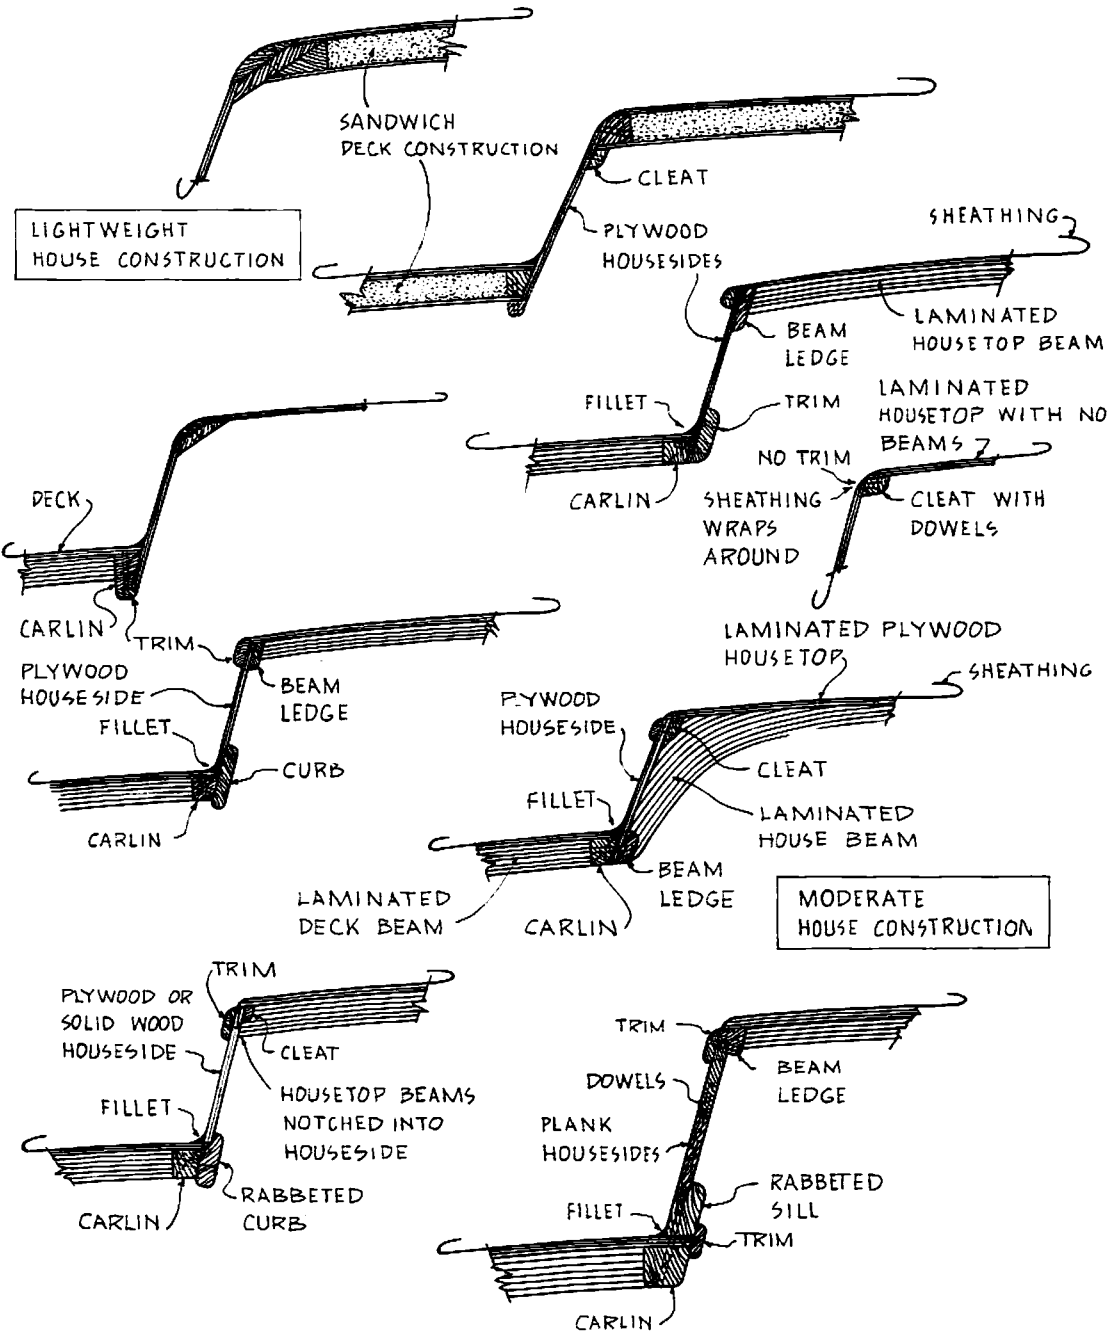 SANDWICH
DECK CONSTRUCTION
CLEAT
LIGHTWEIGHT
HOUSE CONSTRUCTION
PLYWOOD
HOUSESIDES
SHEATHING
BEAM
LEDGE
LAMINATED
HOUSETOP BEAM
FILLET
TRIM
CARLIN
LAMINATED
HOUSETOP WITH NO
BEAMS
NO TRIM
SHEATHING
WRAPS
AROUND
CLEAT WITH
DOWELS
DECK
CARLIN
TRIM
PLYWOOD
HOUSESIDE
BEAM
LEDGE
FILLET
CURB
CARLIN
LAMINATED PLYWOOD
HOUSETOP
SHEATHING
PLYWOOD
HOUSESIDE
CLEAT
FILLET
LAMINATED
HOUSE BEAM
BEAM
LEDGE
LAMINATED
DECK BEAM
CARLIN
MODERATE
HOUSE CONSTRUCTION
TRIM
PLYWOOD OR
SOLID WOOD
HOUSESIDE
CLEAT
HOUSETOP BEAMS
NOTCHED INTO
HOUSESIDE
FILLET
RABBETED
CURB
CARLIN
TRIM
BEAM
LEDGE
DOWELS
PLANK
HOUSESIDES
RABBETED
SILL
FILLET
TRIM
CARLIN